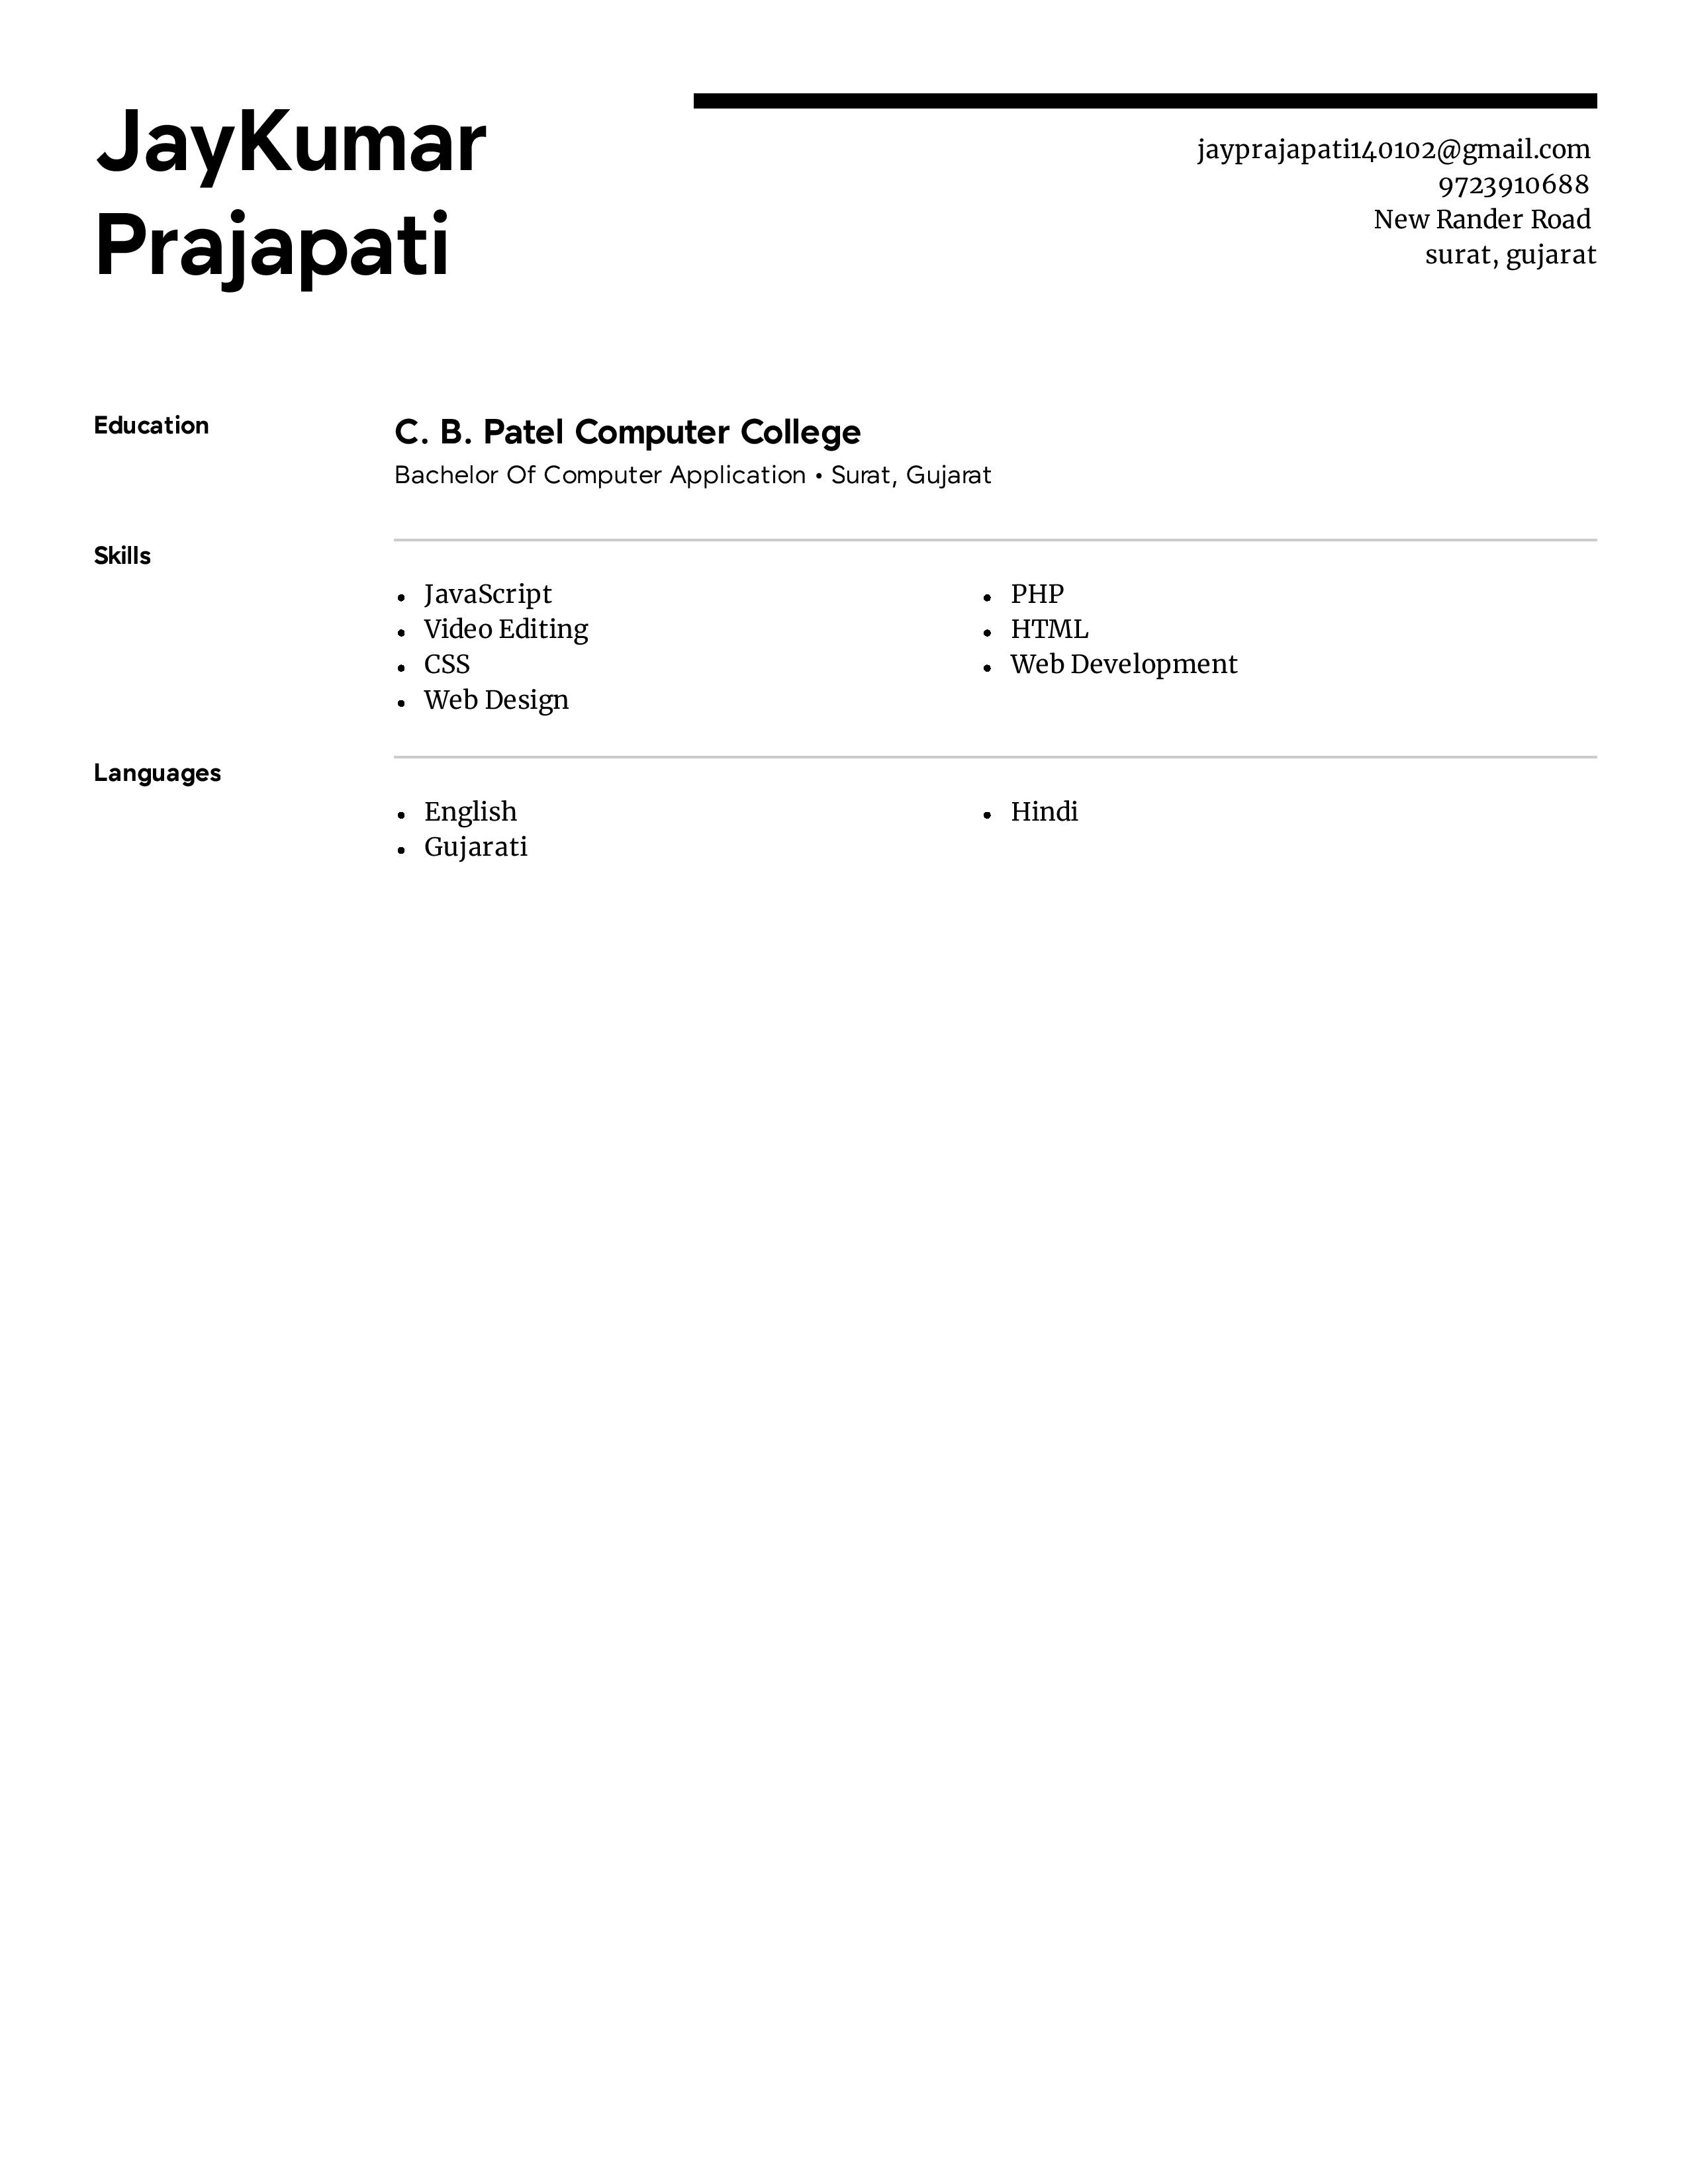 JayKumar
Prajapati
jayprajapati140102@gmail.com
9723910688
New Rander Road
surat, gujarat
Education
C. B. Patel Computer College
Bachelor Of Computer Application • Surat, Gujarat
Skills
• JavaScript
• Video Editing
• CSS
• Web Design
• PHP
• HTML
• Web Development
Languages
• English
• Gujarati
• Hindi